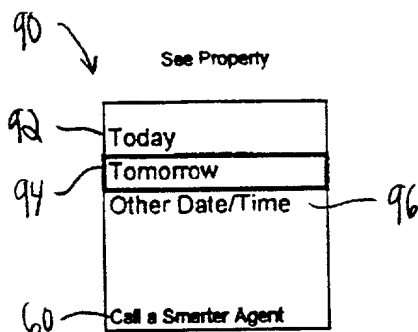 90
See Property
92
Today
94
Tomorrow
Other Date/Time
96
60
Call a Smarter Agent